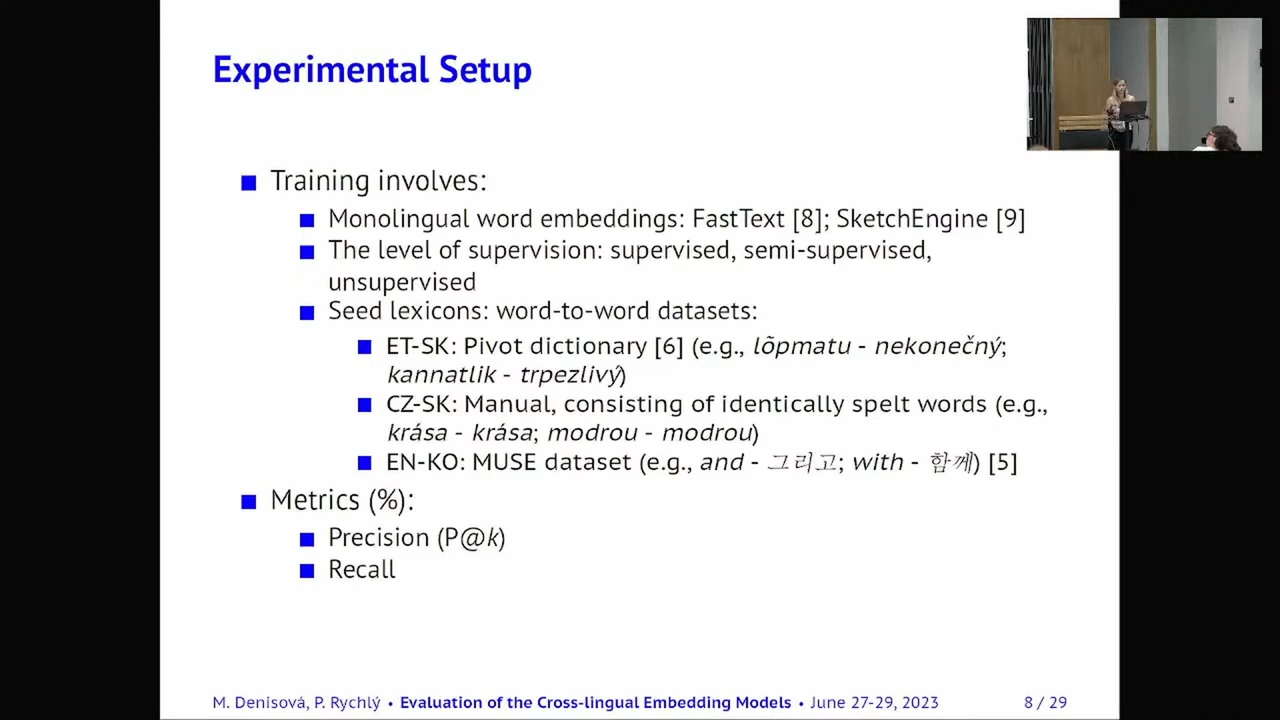 Experimental Setup
Training involves:
Monolingual word embeddings: FastText [8]; SketchEngine [9]
The level of supervision: supervised, semi-supervised,
unsupervised
Seed lexicons: word-to-word datasets:
ET-SK: Pivot dictionary [6] (e.g., lõpmatu - nekonečný;
kannatlik - trpezlivý)
CZ-SK: Manual, consisting of identically spelt words (e.g.,
krása - krása; modrou - modrou)
EN-KO: MUSE dataset (e.g., and - 그리고; with - 함께) [5]
Metrics (%):
Precision (P@k)
Recall
M. Denisová, P. Rychlý • Evaluation of the Cross-lingual Embedding Models • June 27-29, 2023 8 / 29